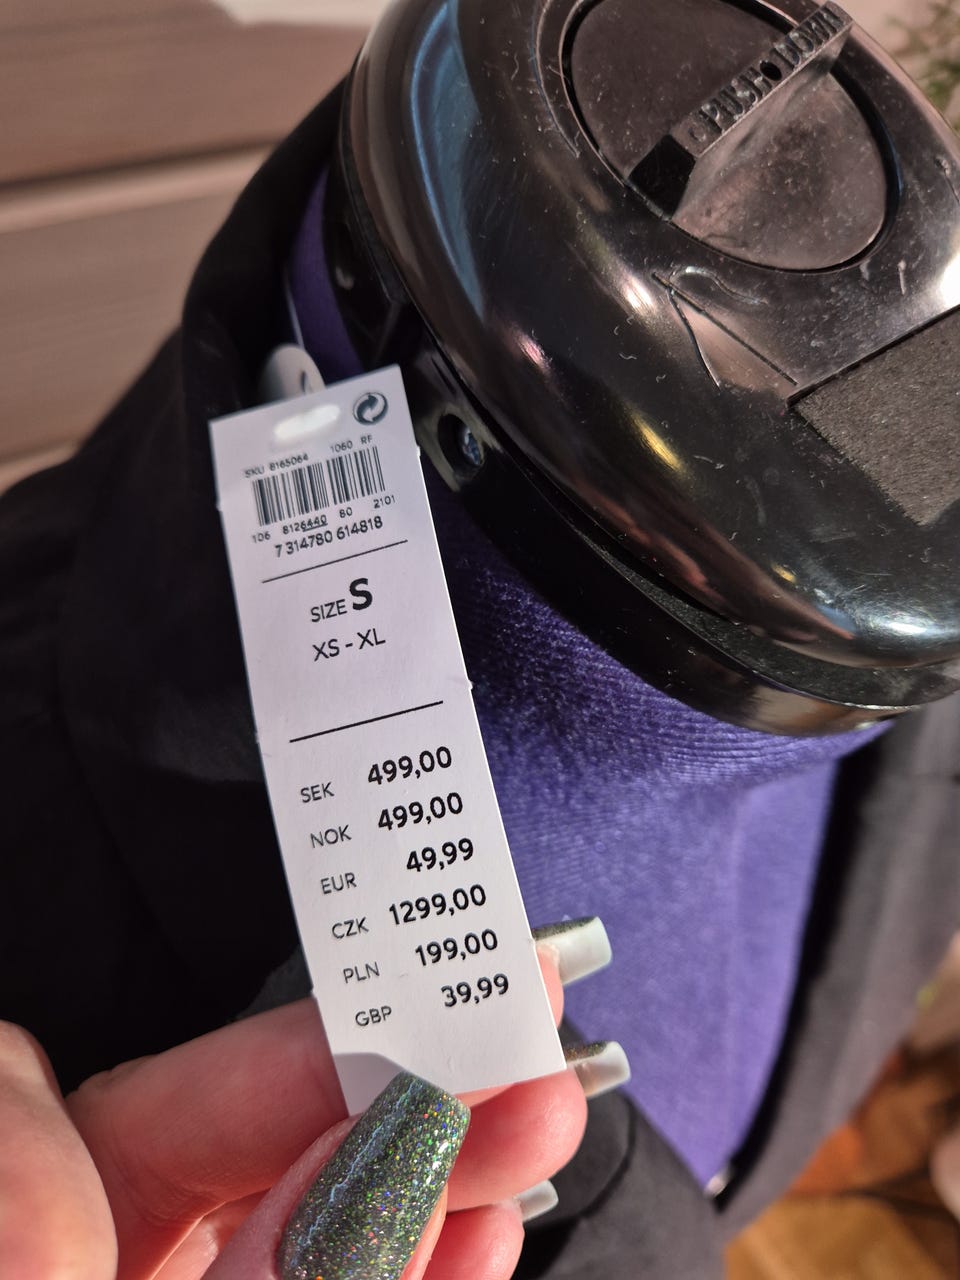 PUSH DOWN
SKU 8165064 1060 RF
106 8126440 80 2101
7 314780 614818
SIZE S
XS - XL
SEK 499,00
NOK 499,00
EUR 49,99
CZK 1299,00
PLN 199,00
GBP 39,99